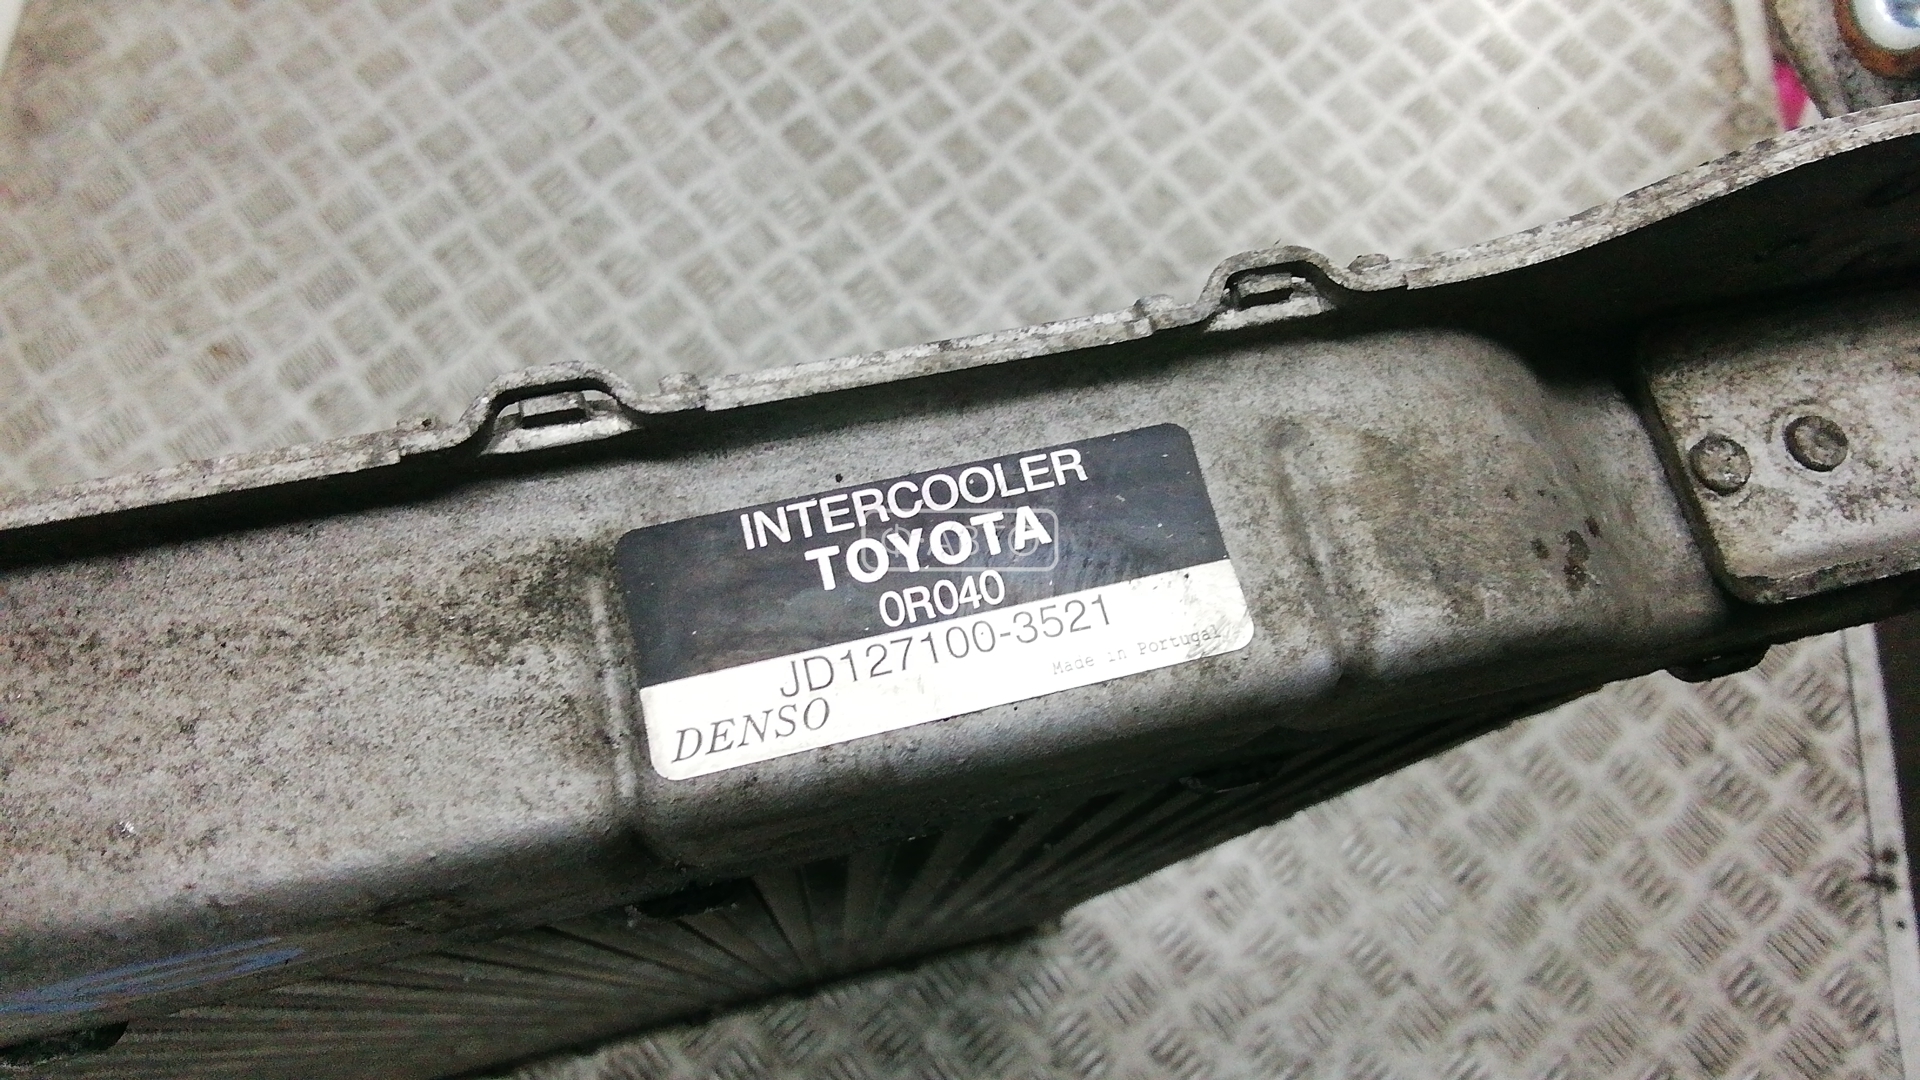 INTERCOOLER
TOYOTA
0R040
JD127100-3521
Made in Portugal
DENSO